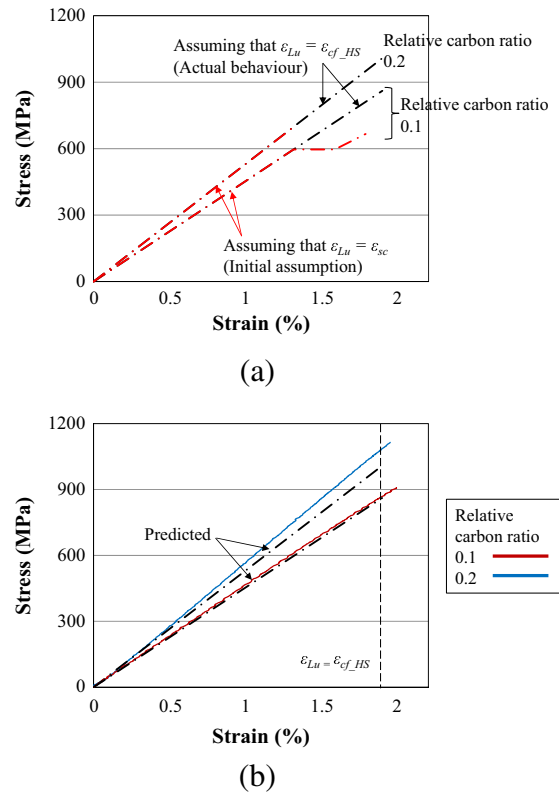 1200
900
600
300
0
Stress (MPa)
Assuming that εLu = εcf_HS
(Actual behaviour)
Relative carbon ratio
0.2
Relative carbon ratio
0.1
Assuming that εLu = εsc
(Initial assumption)
0 0.5 1 1.5 2
Strain (%)
(a)
1200
900
600
300
0
Stress (MPa)
Predicted
εLu = εcf_HS
Relative
carbon ratio
0.1
0.2
0 0.5 1 1.5 2
Strain (%)
(b)